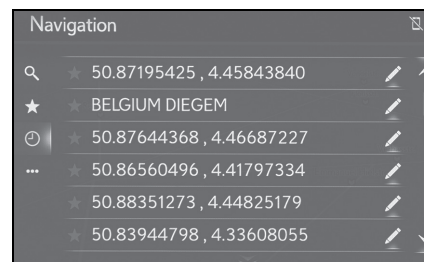 Navigation
50.87195425 , 4.45843840
BELGIUM DIEGEM
50.87644368 , 4.46687227
50.86560496 , 4.41797334
50.88351273 , 4.44825179
50.83944798 , 4.33608055